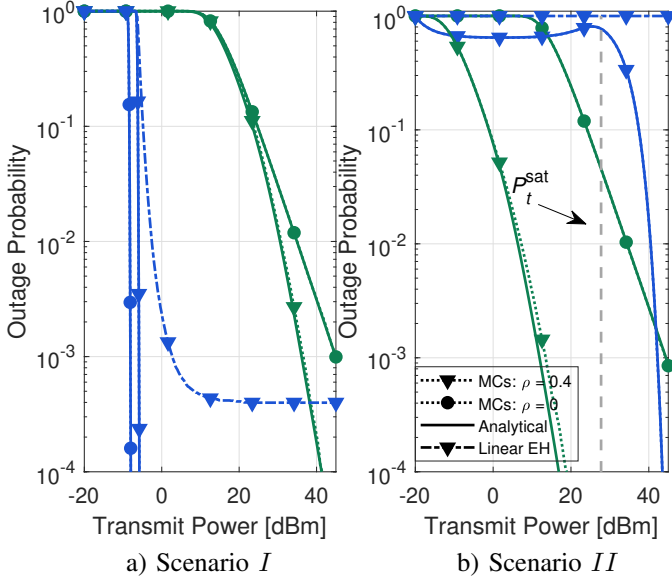 10^0
10^-1
10^-2
10^-3
10^-4
Outage Probability
-20 0 20 40
Transmit Power [dBm]
a) Scenario I
10^0
10^-1
10^-2
10^-3
10^-4
Outage Probability
P_t^sat
MCs: ρ = 0.4
MCs: ρ = 0
Analytical
Linear EH
-20 0 20 40
Transmit Power [dBm]
b) Scenario II